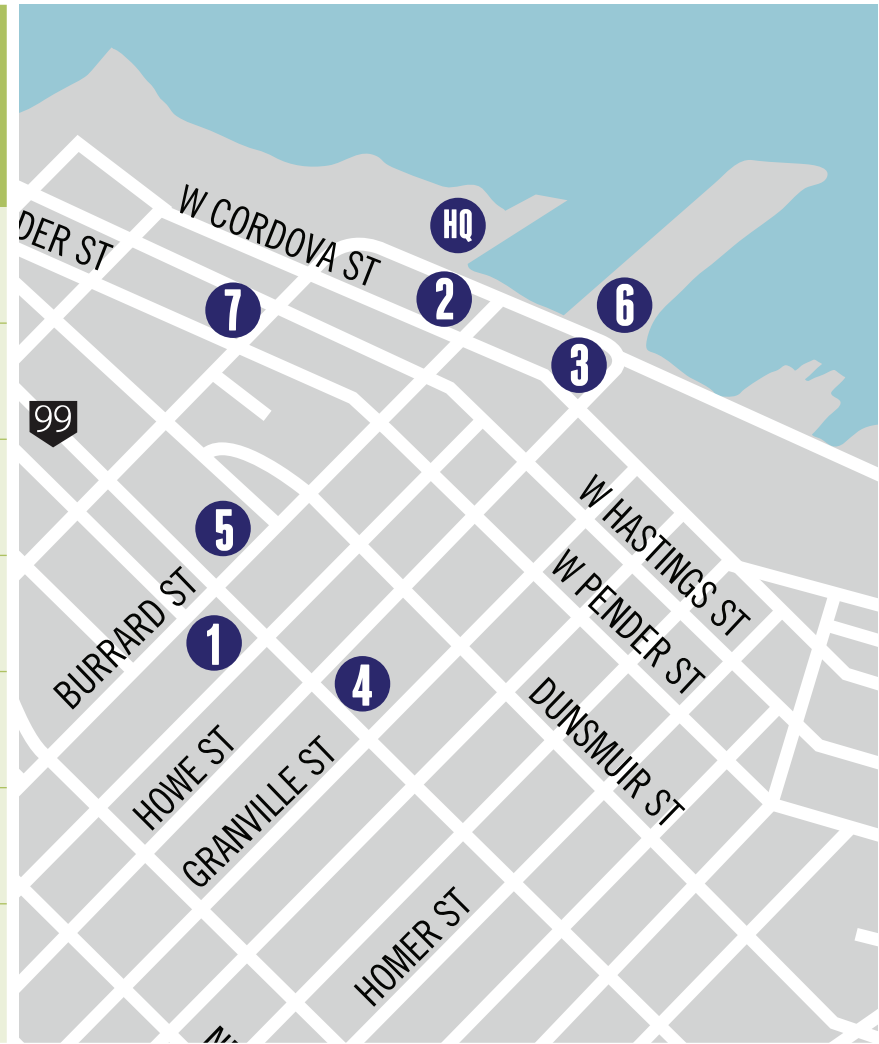 W CORDOVA ST
HQ
DER ST
2
6
7
3
99
W HASTINGS ST
5
W PENDER ST
BURRARD ST
1
4
DUNSMUIR ST
HOWE ST
GRANVILLE ST
HOMER ST